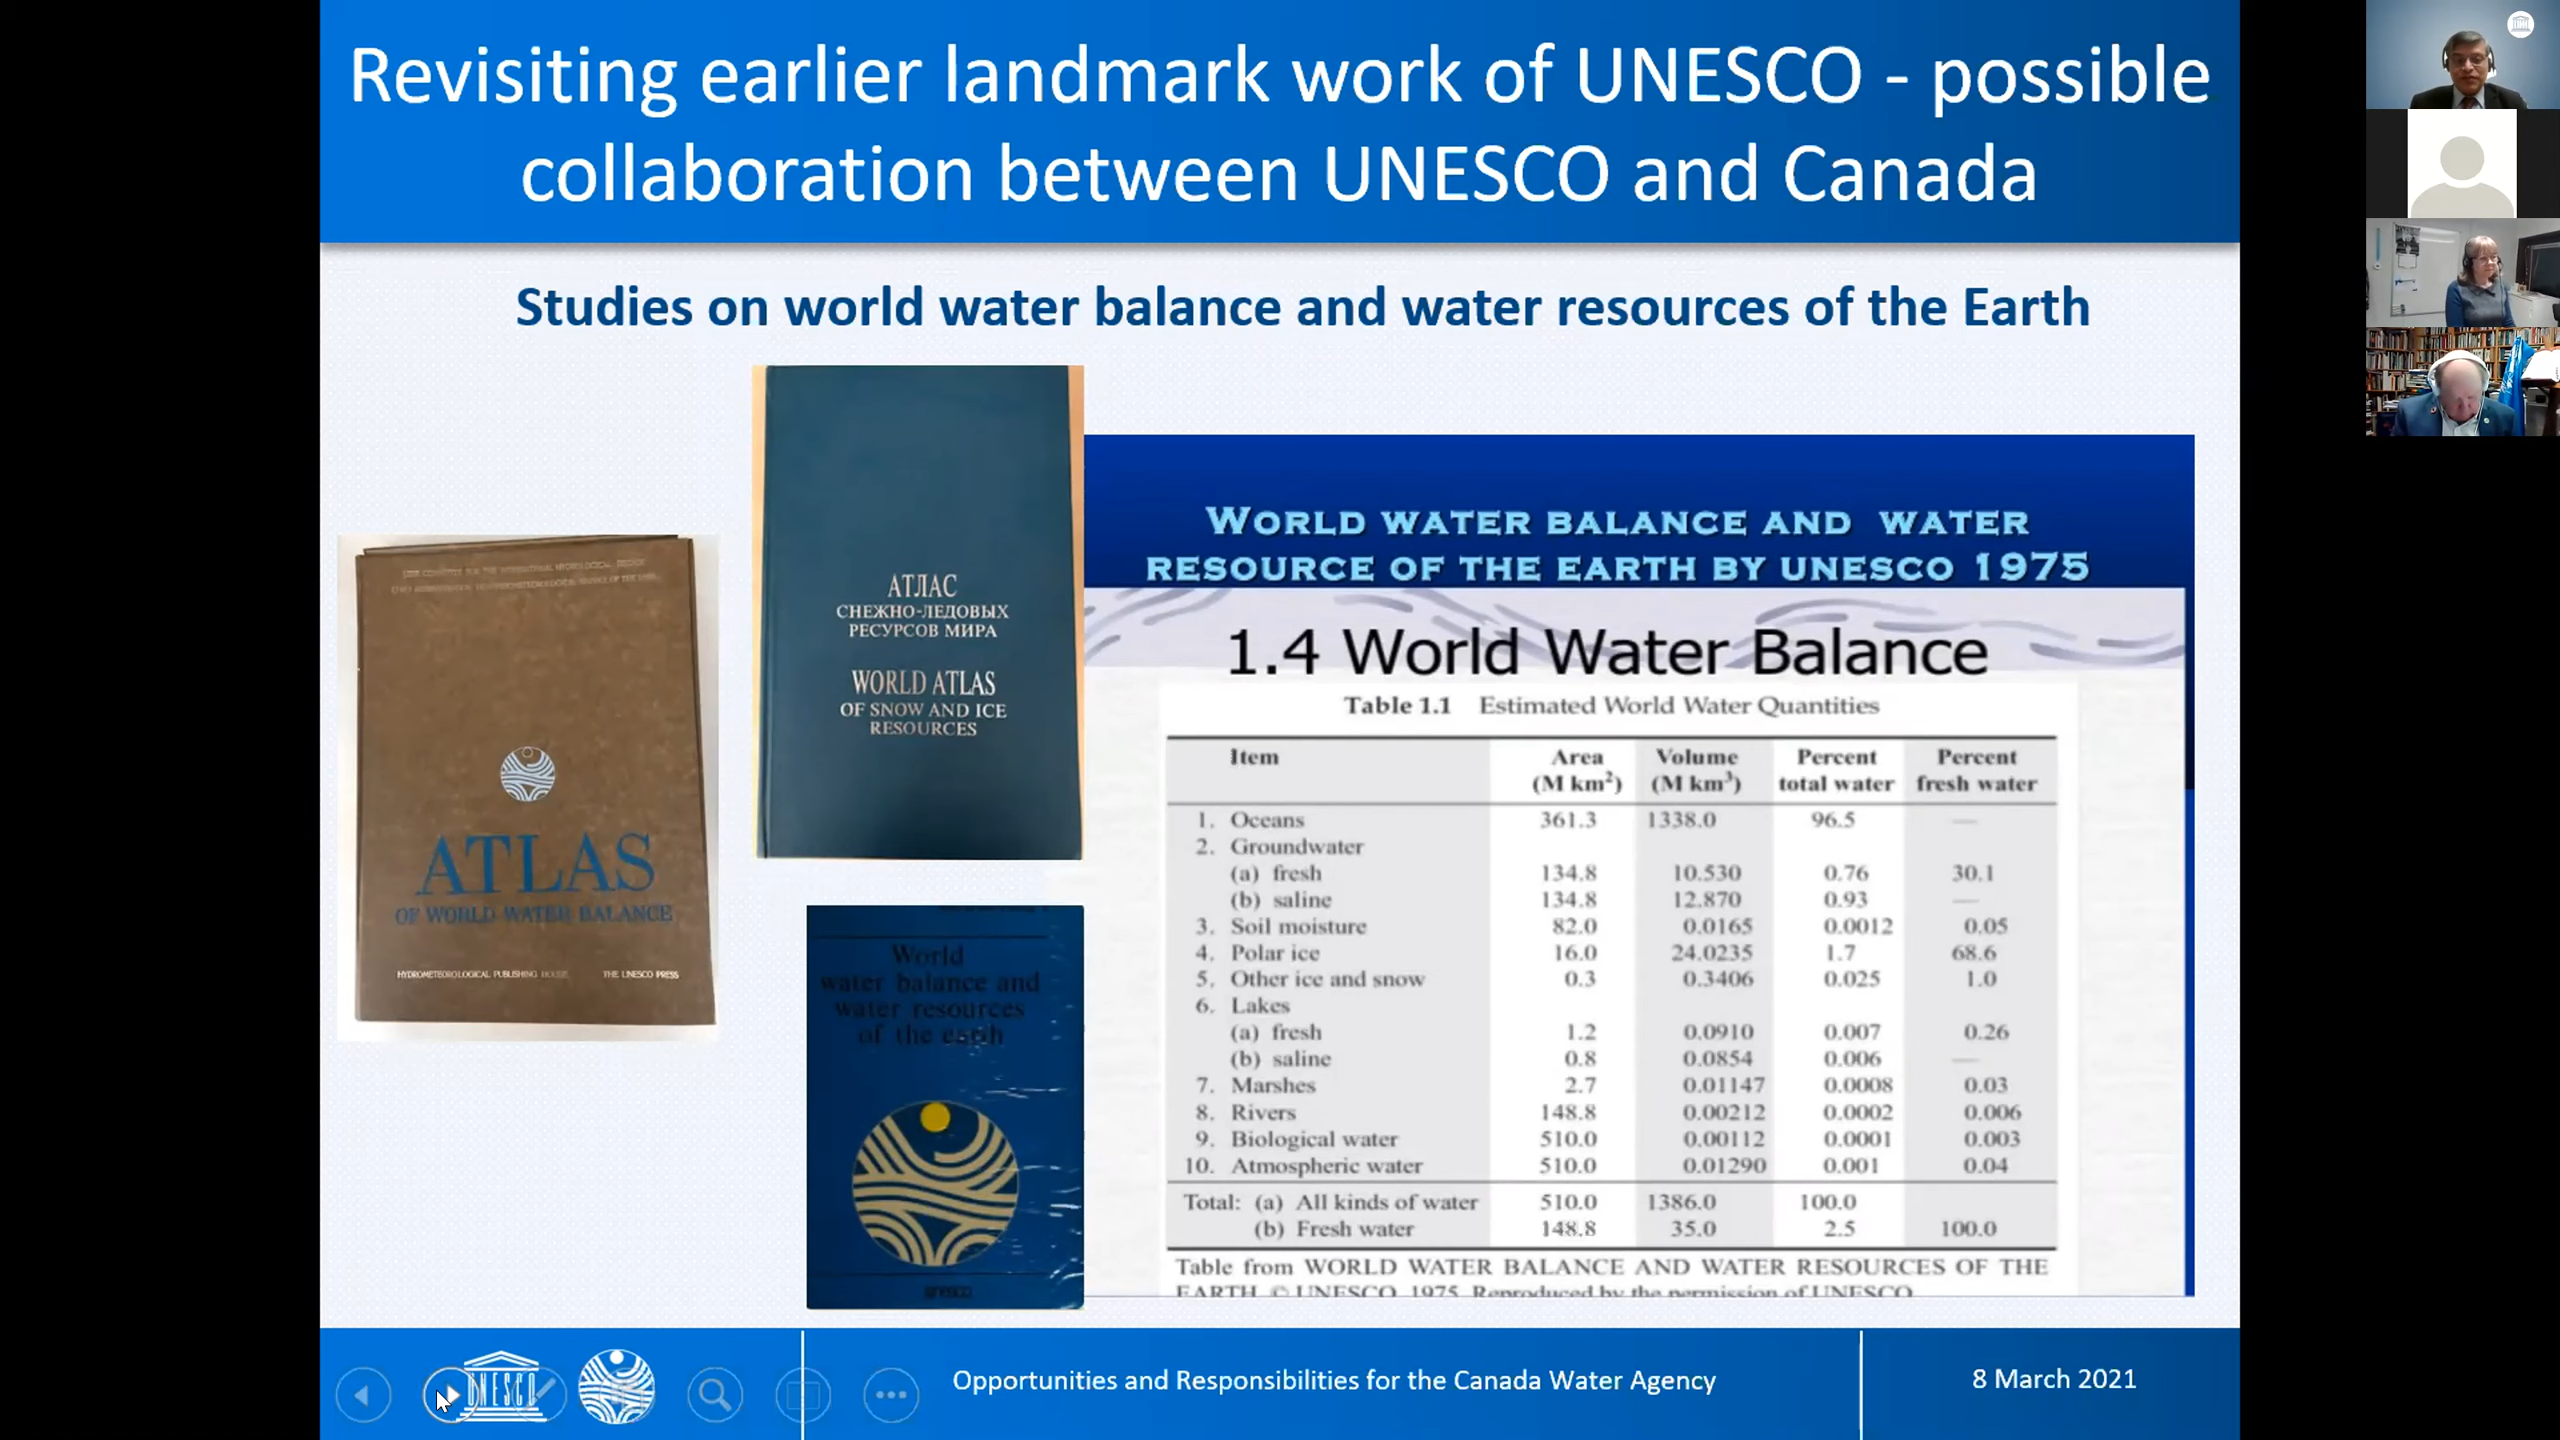 Revisiting earlier landmark work of UNESCO - possible
collaboration between UNESCO and Canada
Studies on world water balance and water resources of the Earth
ATLAS
OF WORLD WATER BALANCE
HYDROMETEOROLOGICAL PUBLISHING HOUSE THE UNESCO PRESS
АТЛАС
СНЕЖНО-ЛЕДОВЫХ
РЕСУРСОВ МИРА
WORLD ATLAS
OF SNOW AND ICE
RESOURCES
World
water balance and
water resources
of the earth
unesco
WORLD WATER BALANCE AND WATER
RESOURCE OF THE EARTH BY UNESCO 1975
1.4 World Water Balance
Table 1.1 Estimated World Water Quantities
Item Area (M km²) Volume (M km³) Percent total water Percent fresh water
1. Oceans 361.3 1338.0 96.5 —
2. Groundwater
(a) fresh 134.8 10.530 0.76 30.1
(b) saline 134.8 12.870 0.93 —
3. Soil moisture 82.0 0.0165 0.0012 0.05
4. Polar ice 16.0 24.0235 1.7 68.6
5. Other ice and snow 0.3 0.3406 0.025 1.0
6. Lakes
(a) fresh 1.2 0.0910 0.007 0.26
(b) saline 0.8 0.0854 0.006 —
7. Marshes 2.7 0.01147 0.0008 0.03
8. Rivers 148.8 0.00212 0.0002 0.006
9. Biological water 510.0 0.00112 0.0001 0.003
10. Atmospheric water 510.0 0.01290 0.001 0.04
Total: (a) All kinds of water 510.0 1386.0 100.0
(b) Fresh water 148.8 35.0 2.5 100.0
Table from WORLD WATER BALANCE AND WATER RESOURCES OF THE
EARTH © UNESCO, 1975. Reproduced by the permission of UNESCO
UNESCO
Opportunities and Responsibilities for the Canada Water Agency
8 March 2021